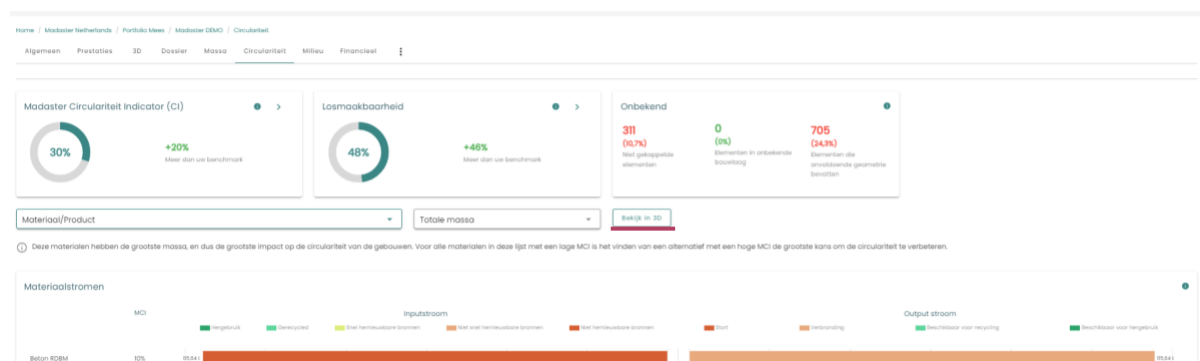 Home / Madaster Netherlands / Portfolio Mees / Madaster DEMO / Circulariteit
Algemeen Prestaties 3D Dossier Massa Circulariteit Milieu Financieel
Madaster Circulariteit Indicator (CI)
30%
+20%
Meer dan uw benchmark
Losmaakbaarheid
48%
+46%
Meer dan uw benchmark
Onbekend
311
(10,7%)
Niet gekoppelde
elementen
0
(0%)
Elementen in onbekende
bouwlaag
705
(24,3%)
Elementen die
onvoldoende geometrie
bevatten
Materiaal/Product
Totale massa
Bekijk in 3D
Deze materialen hebben de grootste massa, en dus de grootste impact op de circulariteit van de gebouwen. Voor alle materialen in deze lijst met een lage MCI is het vinden van een alternatief met een hoge MCI de grootste kans om de circulariteit te verbeteren.
Materiaalstromen
MCI
Inputstroom
Output stroom
Hergebruik Gerecycled Snel hernieuwbare bronnen Niet snel hernieuwbare bronnen Niet hernieuwbare bronnen
Stort Verbranding Beschikbaar voor recycling Beschikbaar voor hergebruik
Beton RDBM 10% 115,64 t 115,64 t